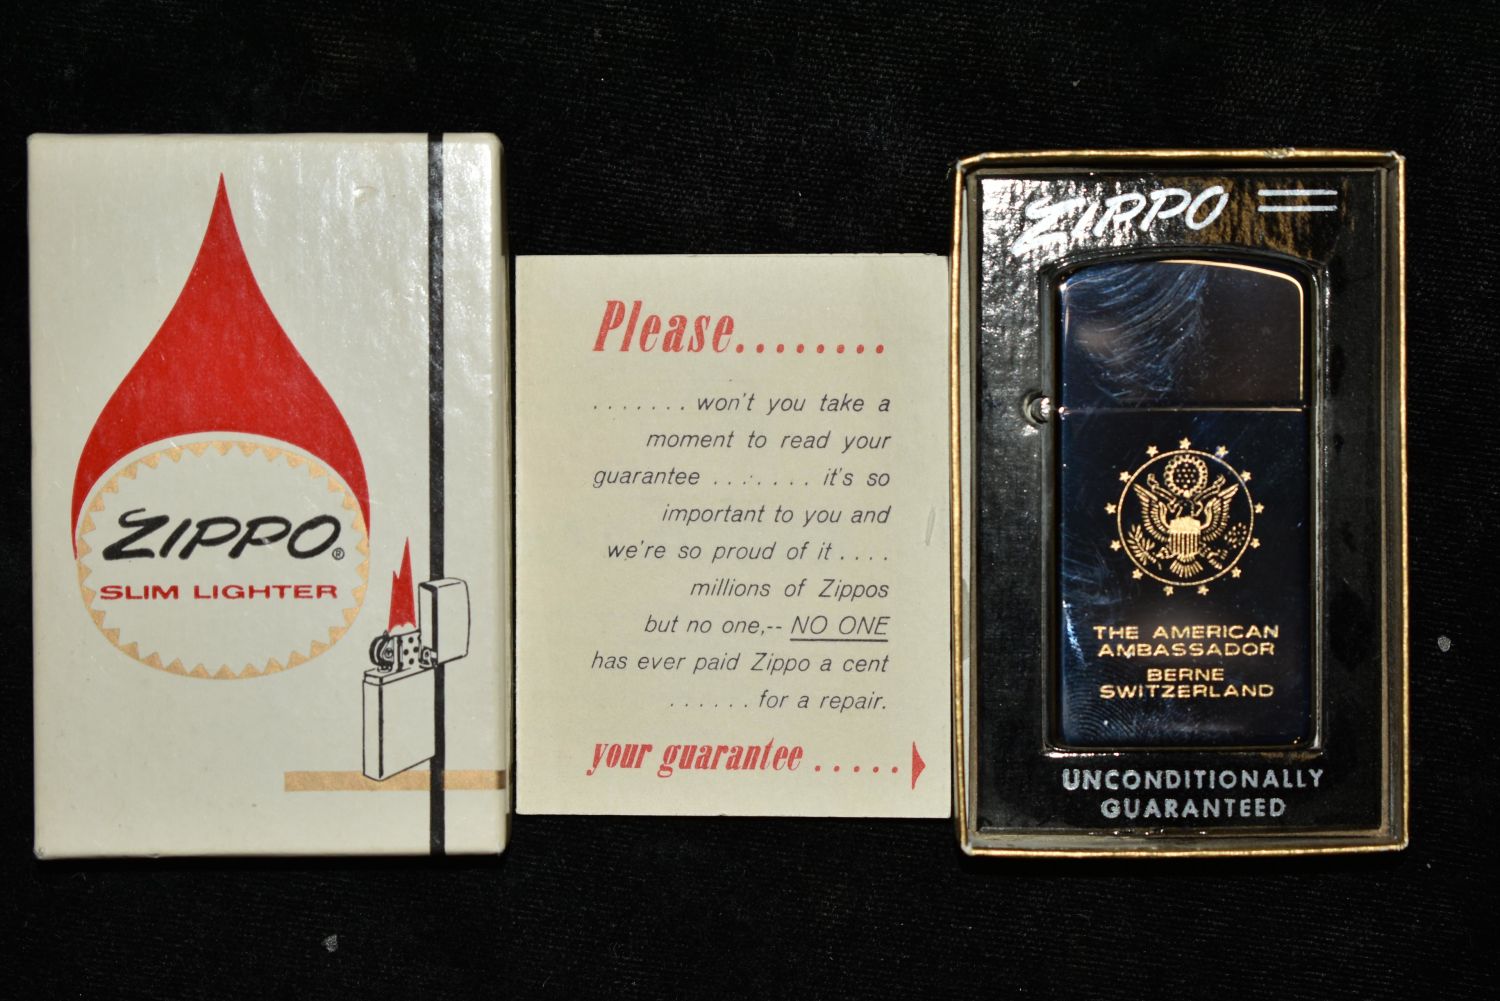 ZIPPO®
SLIM LIGHTER
Please........
.......won't you take a
moment to read your
guarantee ........ it's so
important to you and
we're so proud of it ....
millions of Zippos
but no one,-- NO ONE
has ever paid Zippo a cent
......for a repair.
your guarantee .....
ZIPPO
THE AMERICAN
AMBASSADOR
BERNE
SWITZERLAND
UNCONDITIONALLY
GUARANTEED